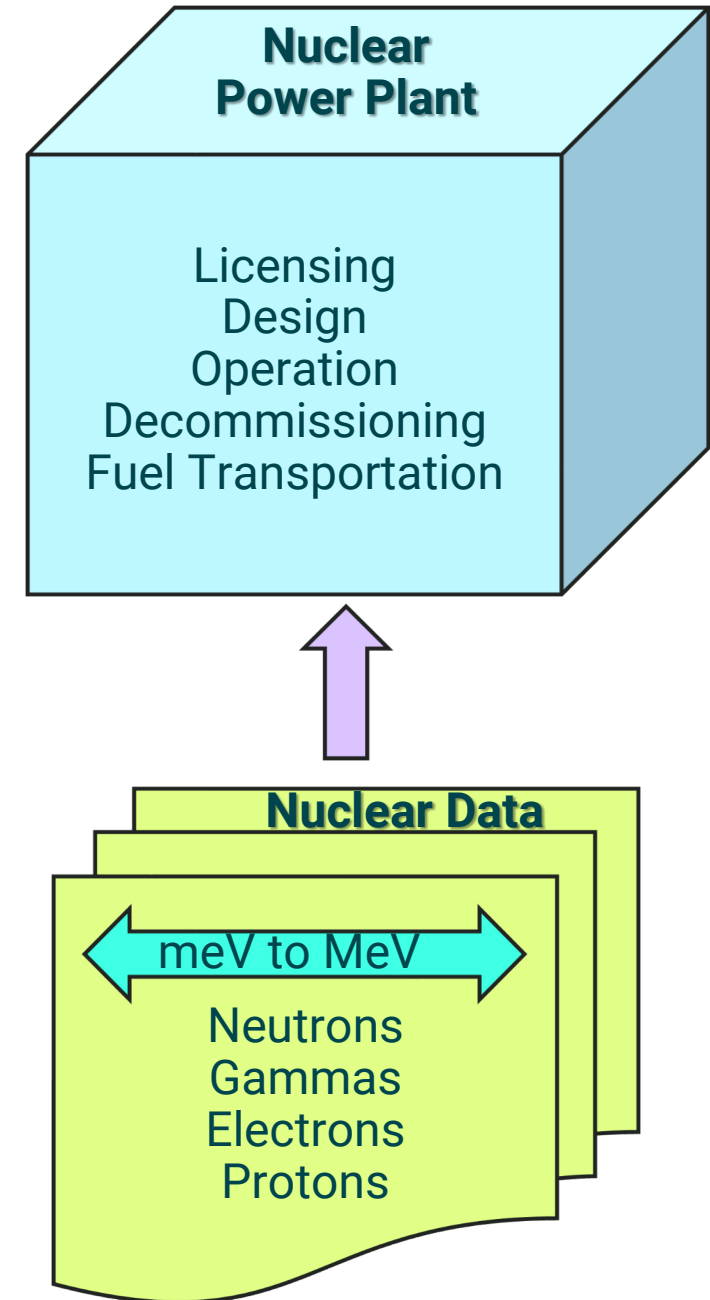 Nuclear
Power Plant
Licensing
Design
Operation
Decommissioning
Fuel Transportation
Nuclear Data
meV to MeV
Neutrons
Gammas
Electrons
Protons